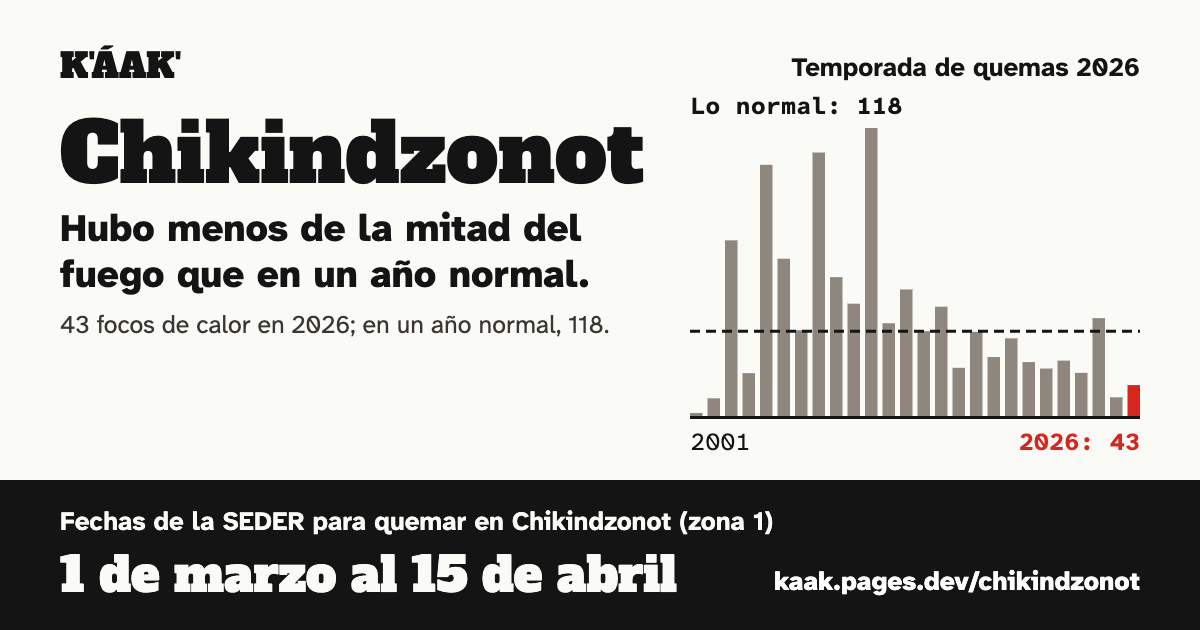 K'ÁAK'
Chikindzonot
Hubo menos de la mitad del
fuego que en un año normal.
43 focos de calor en 2026; en un año normal, 118.
Temporada de quemas 2026
Lo normal: 118
2001
2026: 43
Fechas de la SEDER para quemar en Chikindzonot (zona 1)
1 de marzo al 15 de abril
kaak.pages.dev/chikindzonot